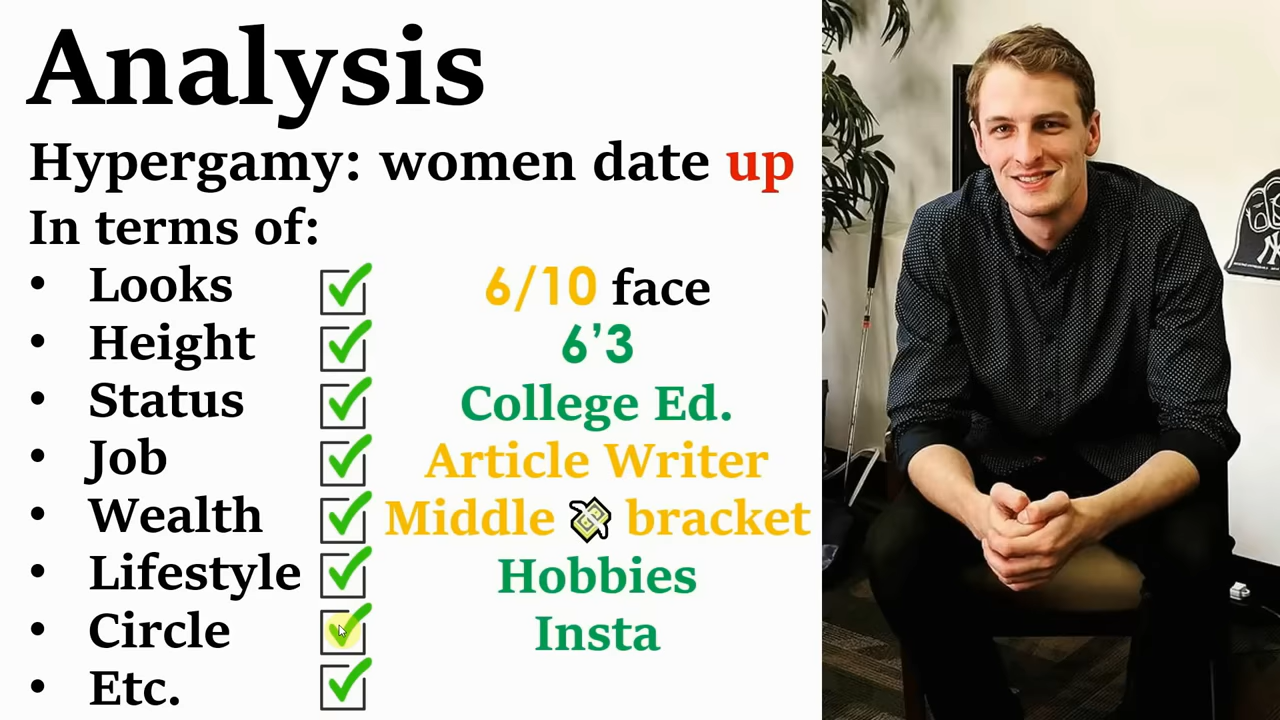 Analysis
Hypergamy: women date up
In terms of:
• Looks 6/10 face
• Height 6’3
• Status College Ed.
• Job Article Writer
• Wealth Middle 💸 bracket
• Lifestyle Hobbies
• Circle Insta
• Etc.
NY